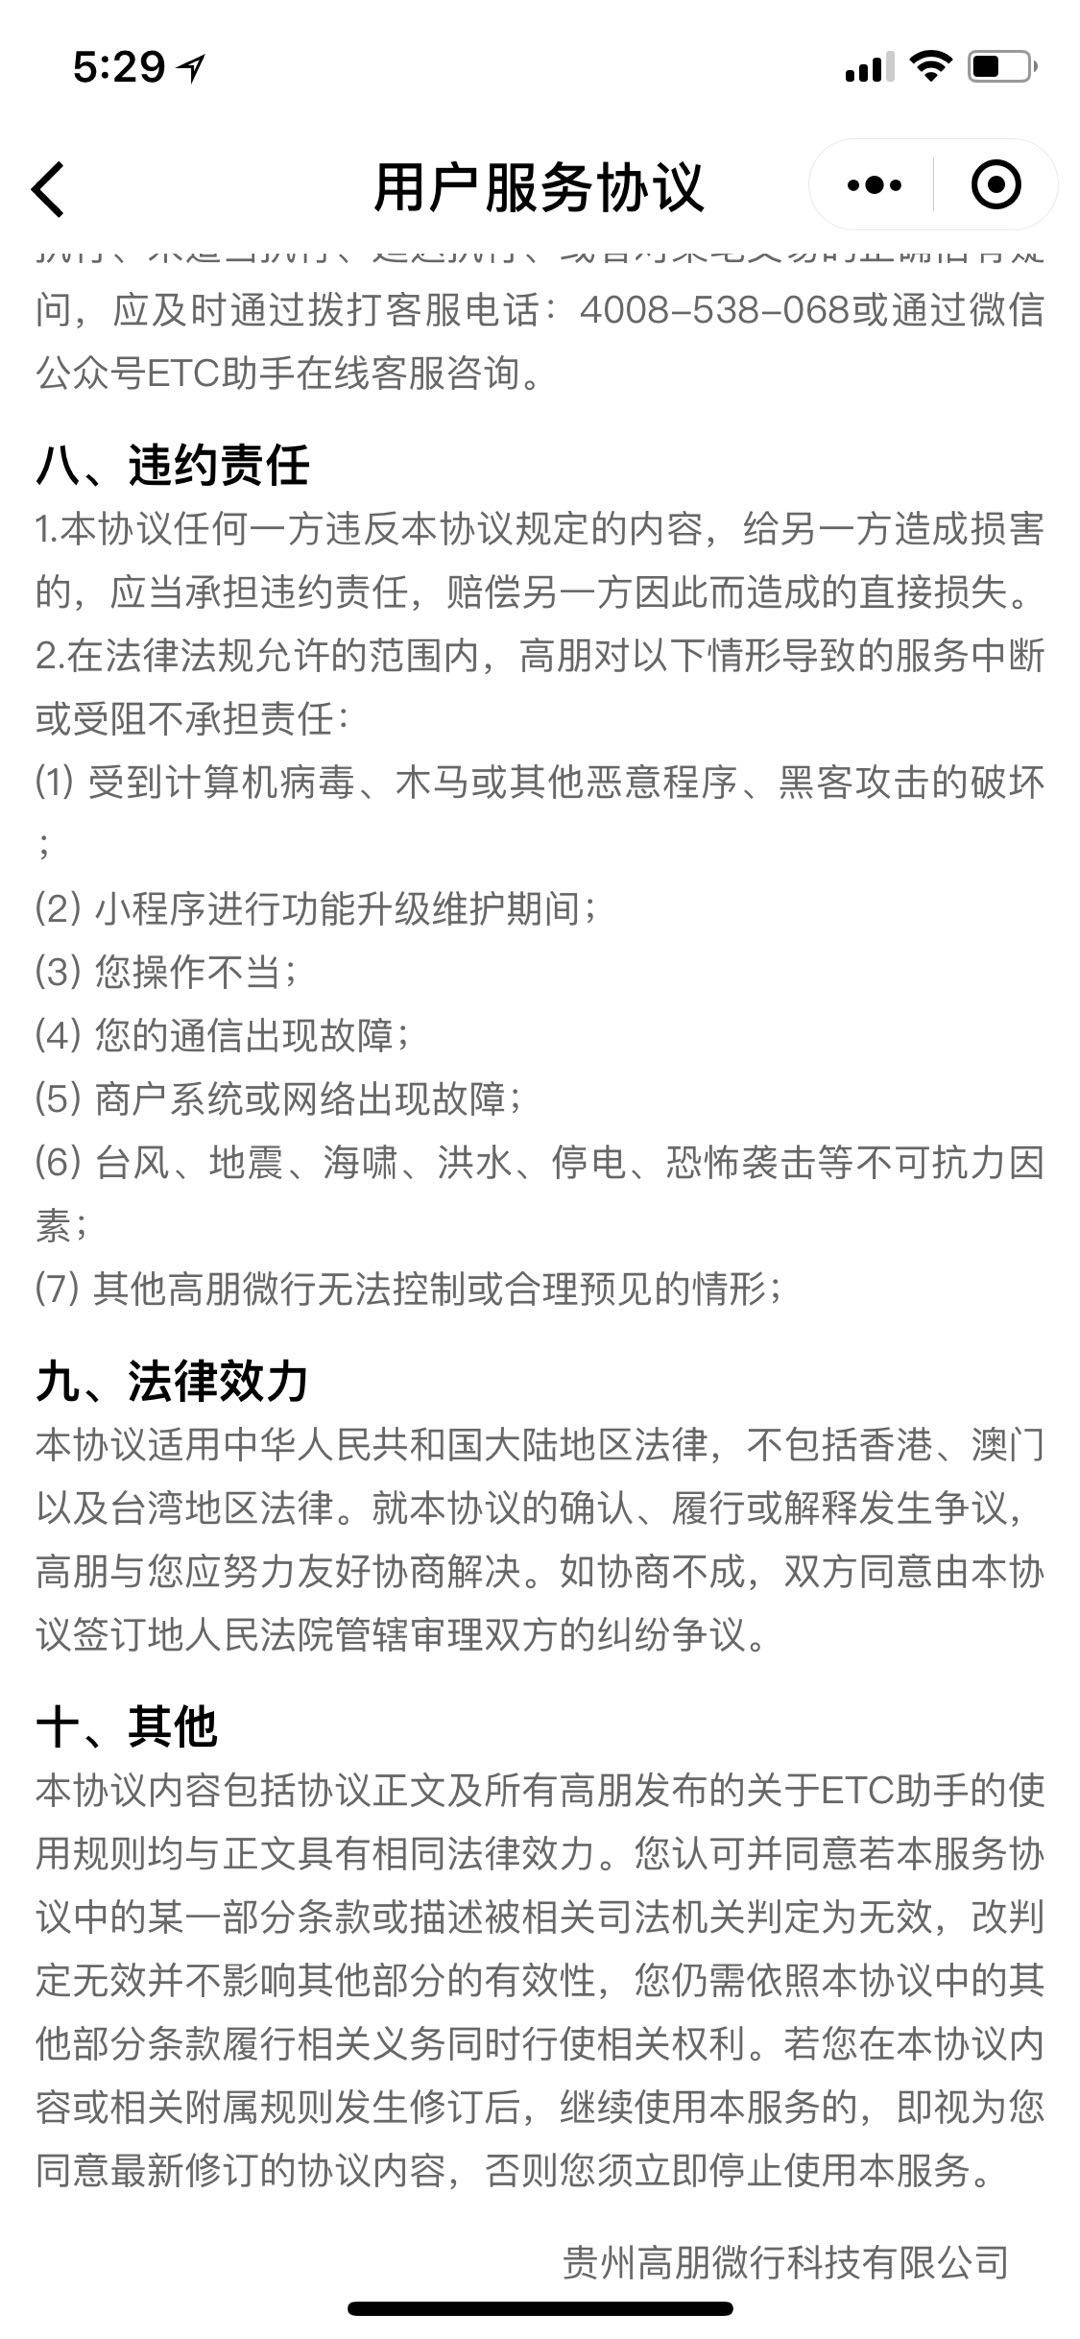 5:29
用户服务协议
问，应及时通过拨打客服电话：4008-538-068或通过微信
公众号ETC助手在线客服咨询。
八、违约责任
1.本协议任何一方违反本协议规定的内容，给另一方造成损害
的，应当承担违约责任，赔偿另一方因此而造成的直接损失。
2.在法律法规允许的范围内，高朋对以下情形导致的服务中断
或受阻不承担责任：
(1) 受到计算机病毒、木马或其他恶意程序、黑客攻击的破坏
；
(2) 小程序进行功能升级维护期间；
(3) 您操作不当；
(4) 您的通信出现故障；
(5) 商户系统或网络出现故障；
(6) 台风、地震、海啸、洪水、停电、恐怖袭击等不可抗力因
素；
(7) 其他高朋微行无法控制或合理预见的情形；
九、法律效力
本协议适用中华人民共和国大陆地区法律，不包括香港、澳门
以及台湾地区法律。就本协议的确认、履行或解释发生争议，
高朋与您应努力友好协商解决。如协商不成，双方同意由本协
议签订地人民法院管辖审理双方的纠纷争议。
十、其他
本协议内容包括协议正文及所有高朋发布的关于ETC助手的使
用规则均与正文具有相同法律效力。您认可并同意若本服务协
议中的某一部分条款或描述被相关司法机关判定为无效，改判
定无效并不影响其他部分的有效性，您仍需依照本协议中的其
他部分条款履行相关义务同时行使相关权利。若您在本协议内
容或相关附属规则发生修订后，继续使用本服务的，即视为您
同意最新修订的协议内容，否则您须立即停止使用本服务。
贵州高朋微行科技有限公司